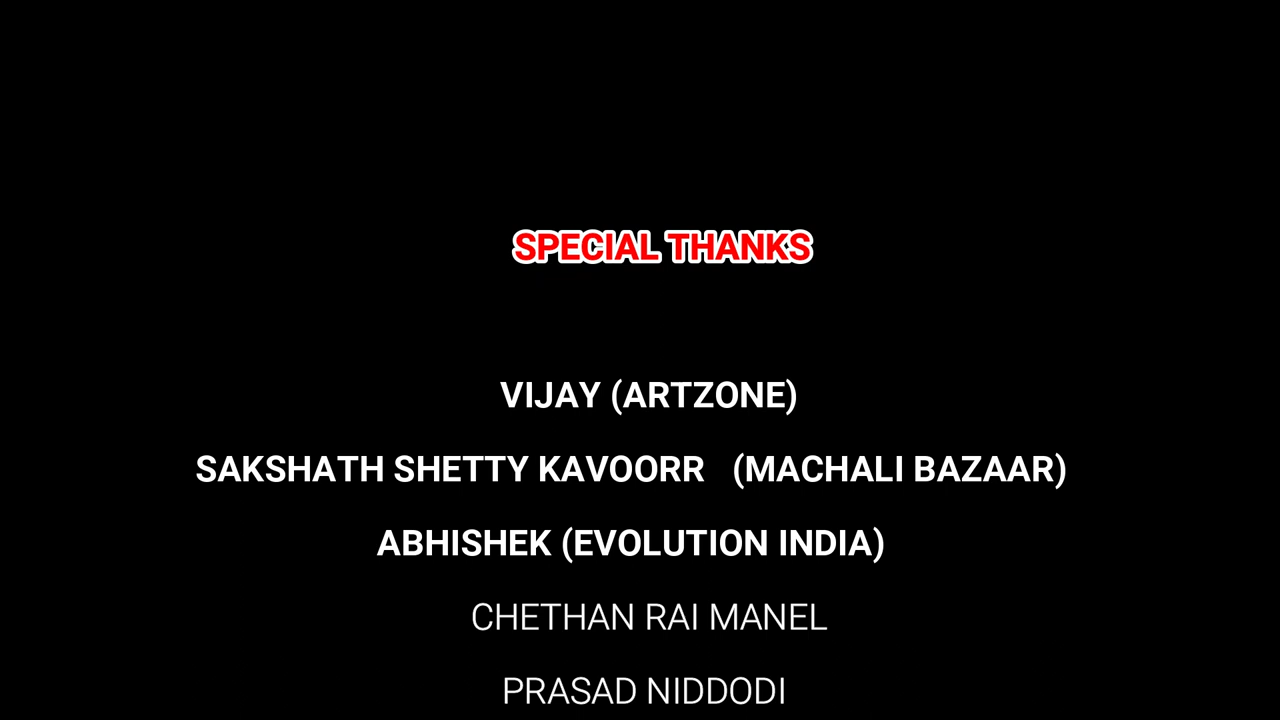 SPECIAL THANKS
VIJAY (ARTZONE)
SAKSHATH SHETTY KAVOORR (MACHALI BAZAAR)
ABHISHEK (EVOLUTION INDIA)
CHETHAN RAI MANEL
PRASAD NIDDODI